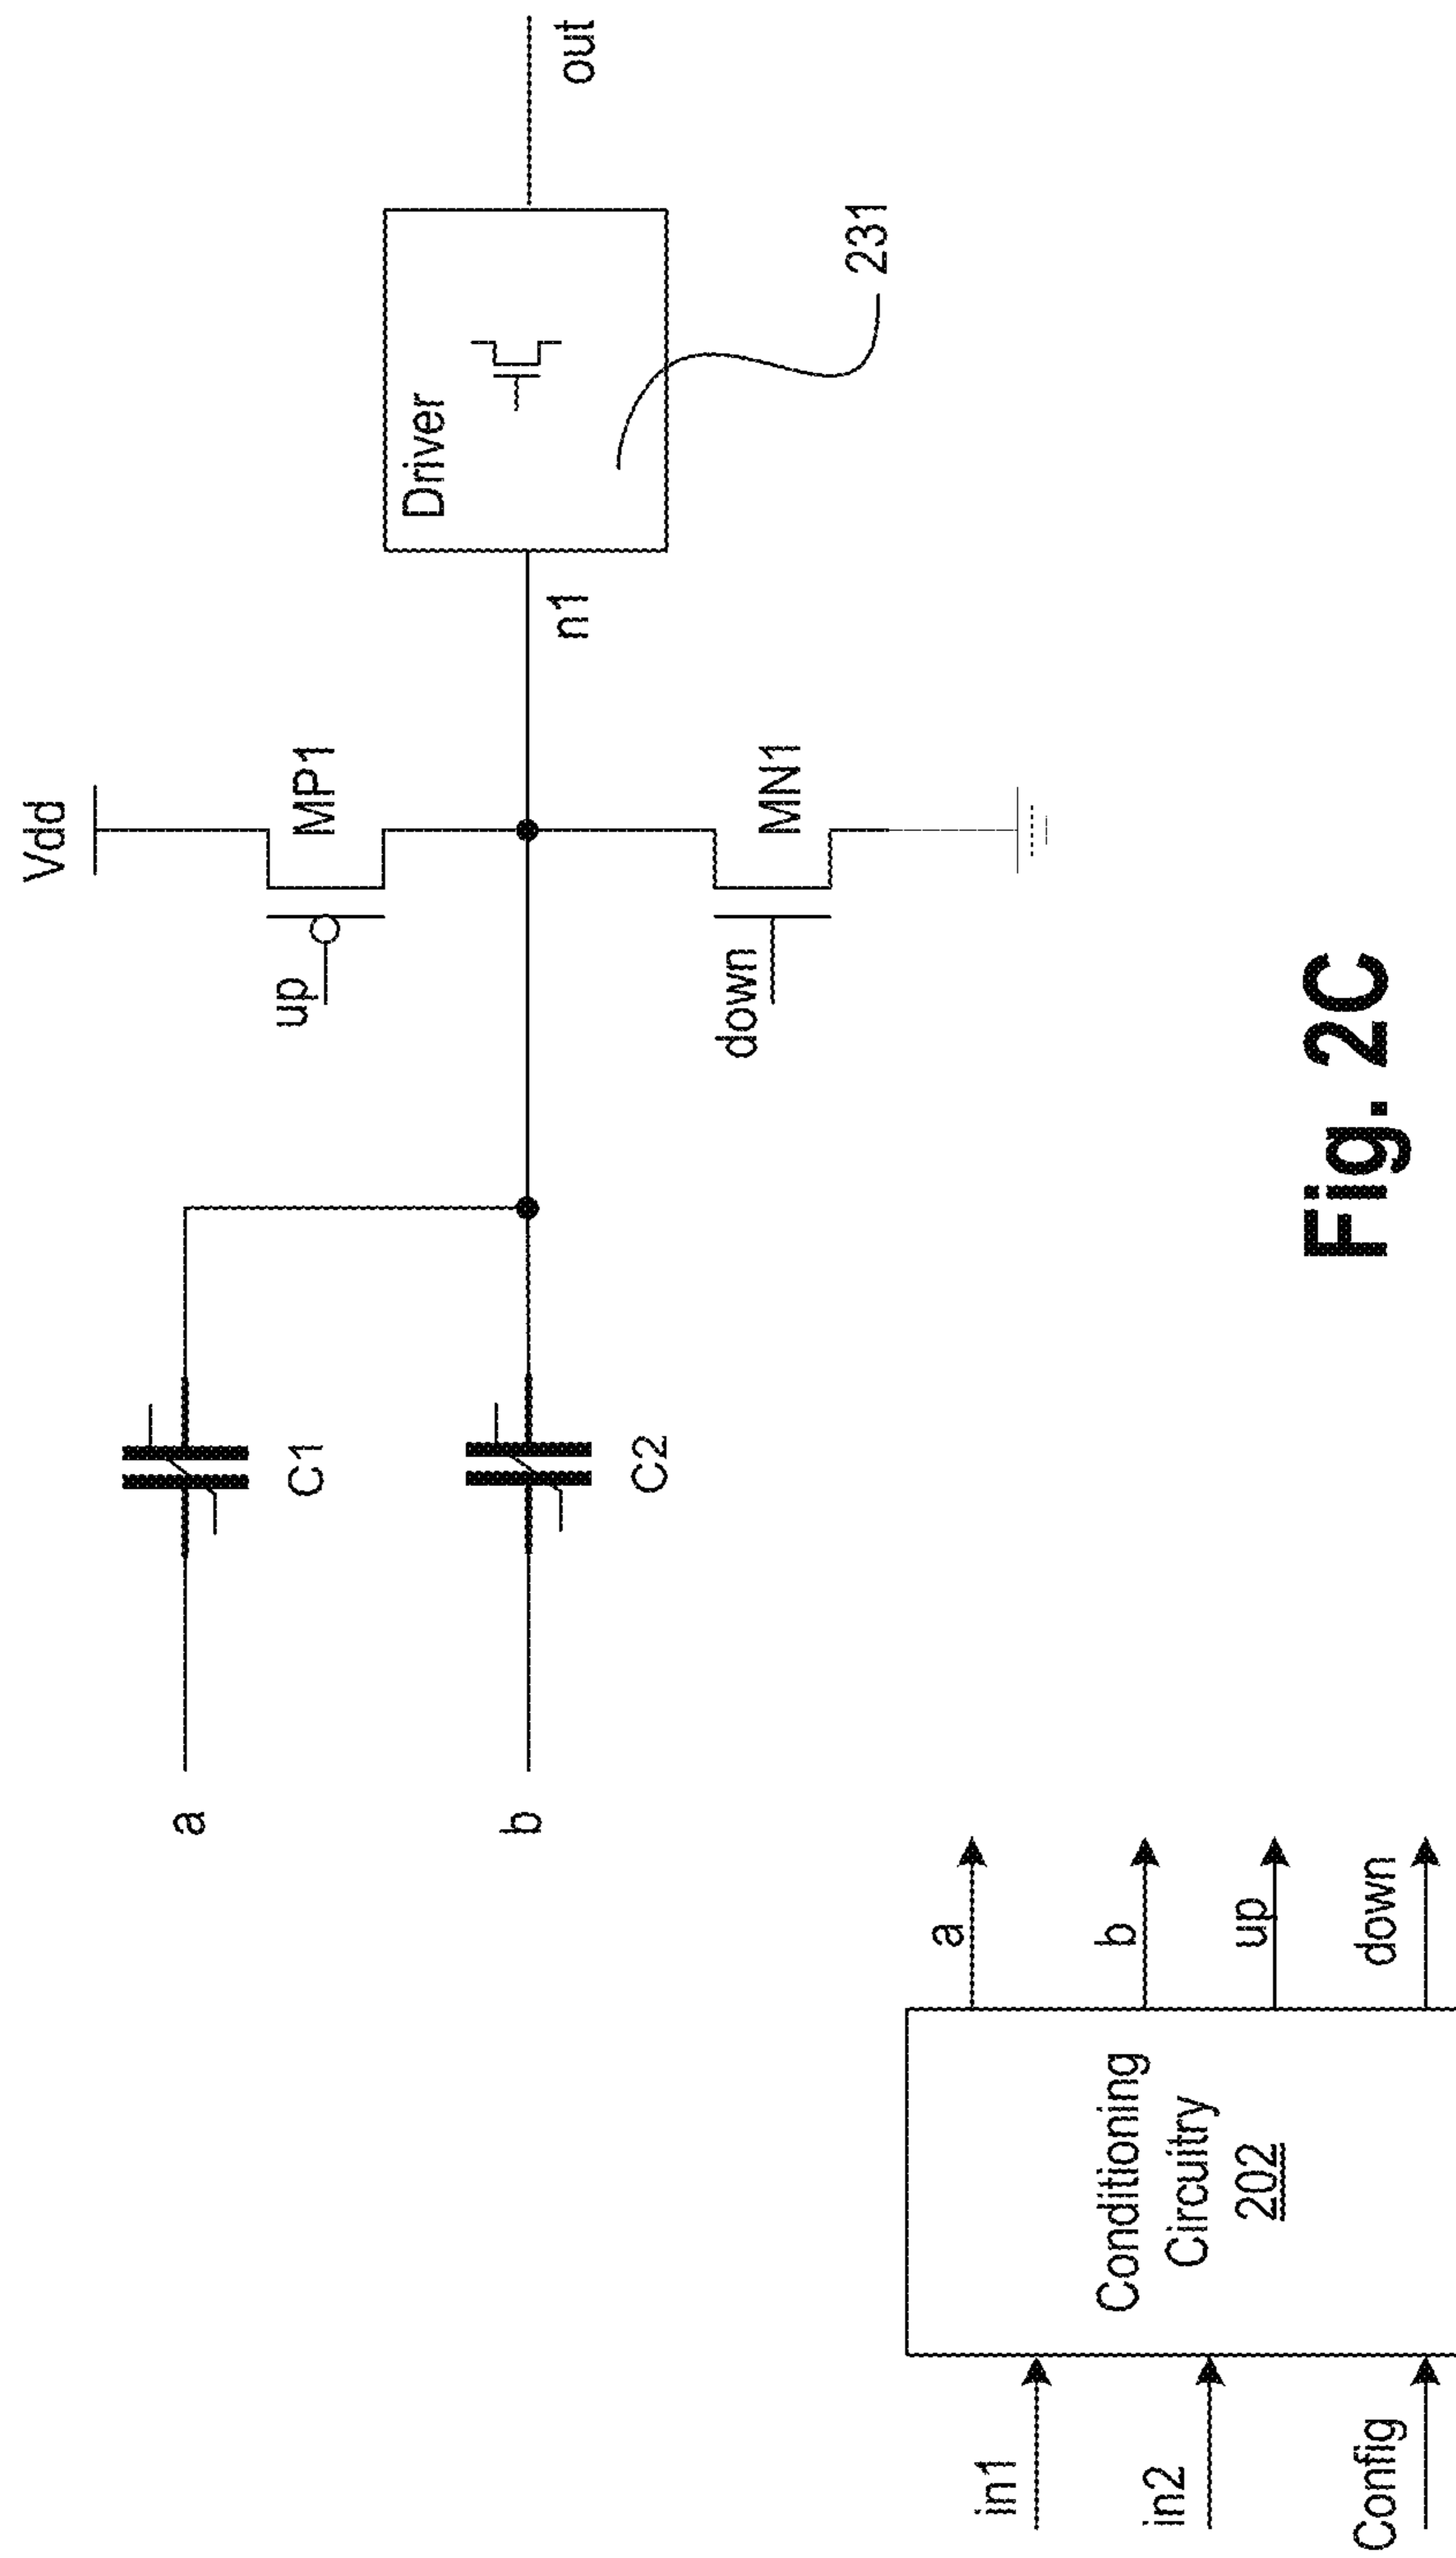 Vdd
MP1
up
a
C1
Driver
n1
out
b
C2
MN1
down
231
a
in1
b
Conditioning
Circuitry
202
in2
up
down
Config
Fig. 2C